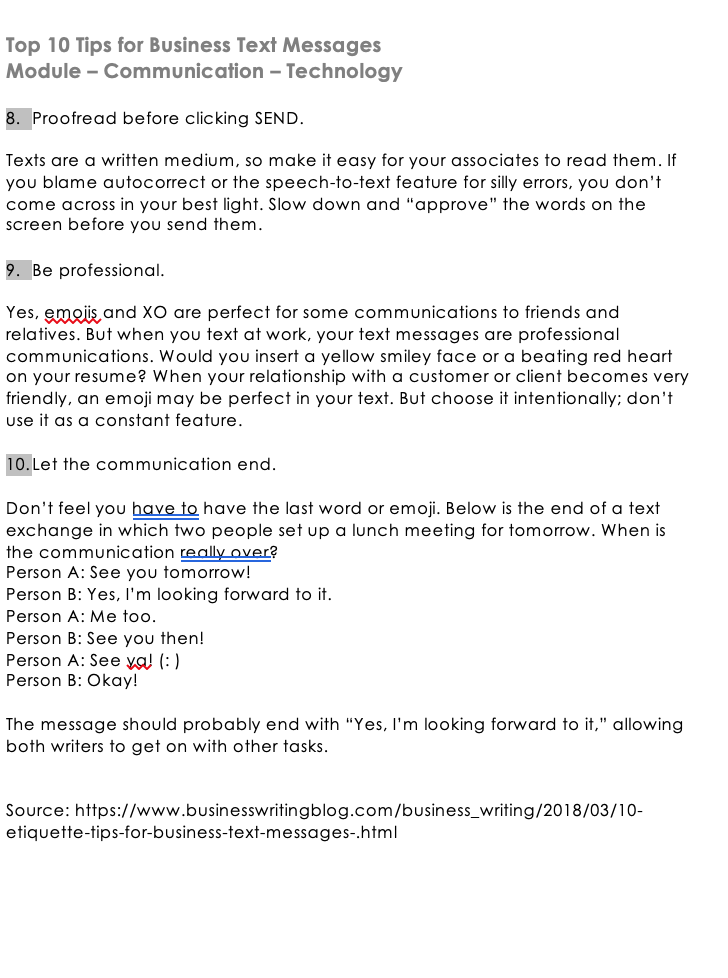 Top 10 Tips for Business Text Messages
Module – Communication – Technology
8. Proofread before clicking SEND.
Texts are a written medium, so make it easy for your associates to read them. If
you blame autocorrect or the speech-to-text feature for silly errors, you don’t
come across in your best light. Slow down and “approve” the words on the
screen before you send them.
9. Be professional.
Yes, emojis and XO are perfect for some communications to friends and
relatives. But when you text at work, your text messages are professional
communications. Would you insert a yellow smiley face or a beating red heart
on your resume? When your relationship with a customer or client becomes very
friendly, an emoji may be perfect in your text. But choose it intentionally; don’t
use it as a constant feature.
10. Let the communication end.
Don’t feel you have to have the last word or emoji. Below is the end of a text
exchange in which two people set up a lunch meeting for tomorrow. When is
the communication really over?
Person A: See you tomorrow!
Person B: Yes, I’m looking forward to it.
Person A: Me too.
Person B: See you then!
Person A: See ya! (: )
Person B: Okay!
The message should probably end with “Yes, I’m looking forward to it,” allowing
both writers to get on with other tasks.
Source: https://www.businesswritingblog.com/business_writing/2018/03/10-
etiquette-tips-for-business-text-messages-.html